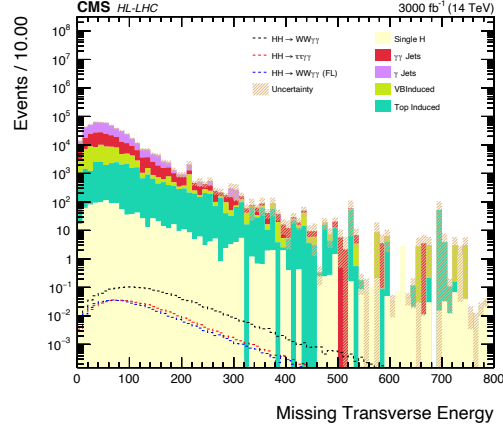 CMS HL-LHC 3000 fb⁻¹ (14 TeV)
Events / 10.00
10⁸
10⁷
10⁶
10⁵
10⁴
10³
10²
10
1
10⁻¹
10⁻²
10⁻³
HH → WWγγ
HH → ττγγ
HH → WWγγ (FL)
Uncertainty
Single H
γγ Jets
γ Jets
VBInduced
Top Induced
0 100 200 300 400 500 600 700 800
Missing Transverse Energy